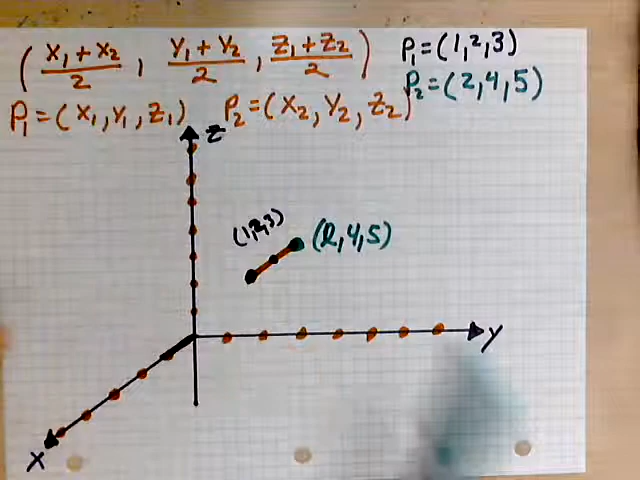 (X₁+X₂/2, Y₁+Y₂/2, Z₁+Z₂/2) P₁=(1,2,3)
P₂=(2,4,5)
P₁=(X₁,Y₁,Z₁) P₂=(X₂,Y₂,Z₂)
Z
(1,2,3)
(2,4,5)
Y
X